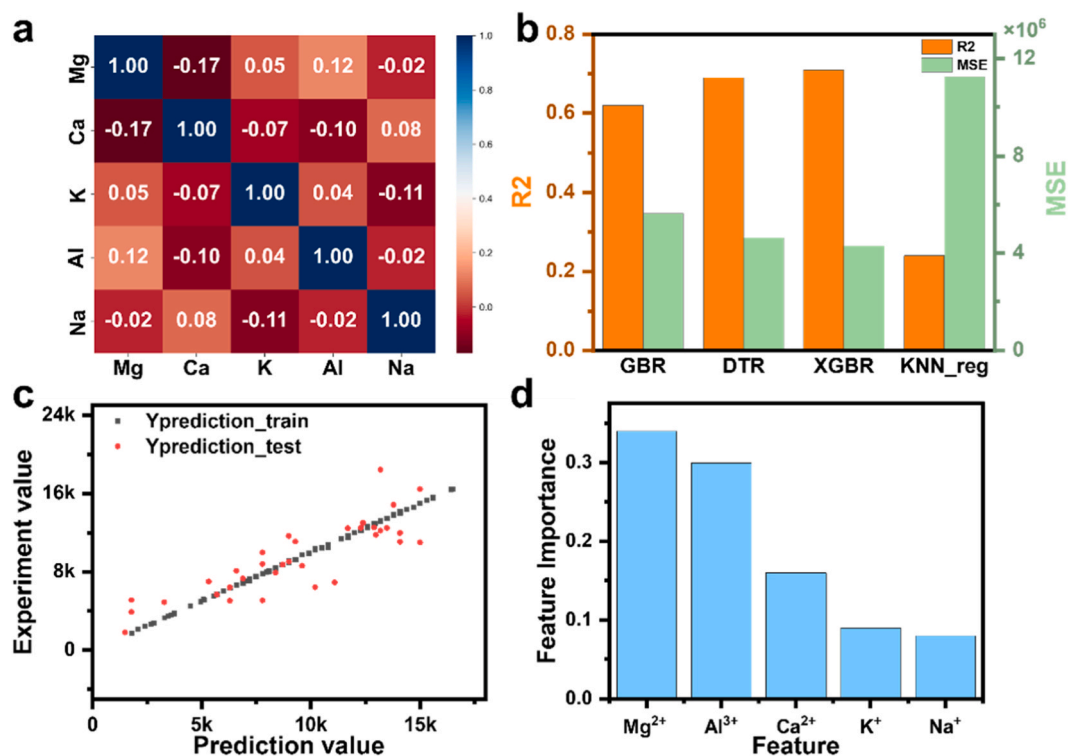 a
Mg 1.00 -0.17 0.05 0.12 -0.02
Ca -0.17 1.00 -0.07 -0.10 0.08
K 0.05 -0.07 1.00 0.04 -0.11
Al 0.12 -0.10 0.04 1.00 -0.02
Na -0.02 0.08 -0.11 -0.02 1.00
Mg Ca K Al Na
1.0
0.8
0.6
0.4
0.2
0.0
b
×10⁶
R2
MSE
0.8
0.6
0.4
0.2
0.0
R2
12
8
4
0
MSE
GBR DTR XGBR KNN_reg
c
Yprediction_train
Yprediction_test
24k
16k
8k
0
Experiment value
0 5k 10k 15k
Prediction value
d
0.3
0.2
0.1
0.0
Feature Importance
Mg²⁺ Al³⁺ Ca²⁺ K⁺ Na⁺
Feature